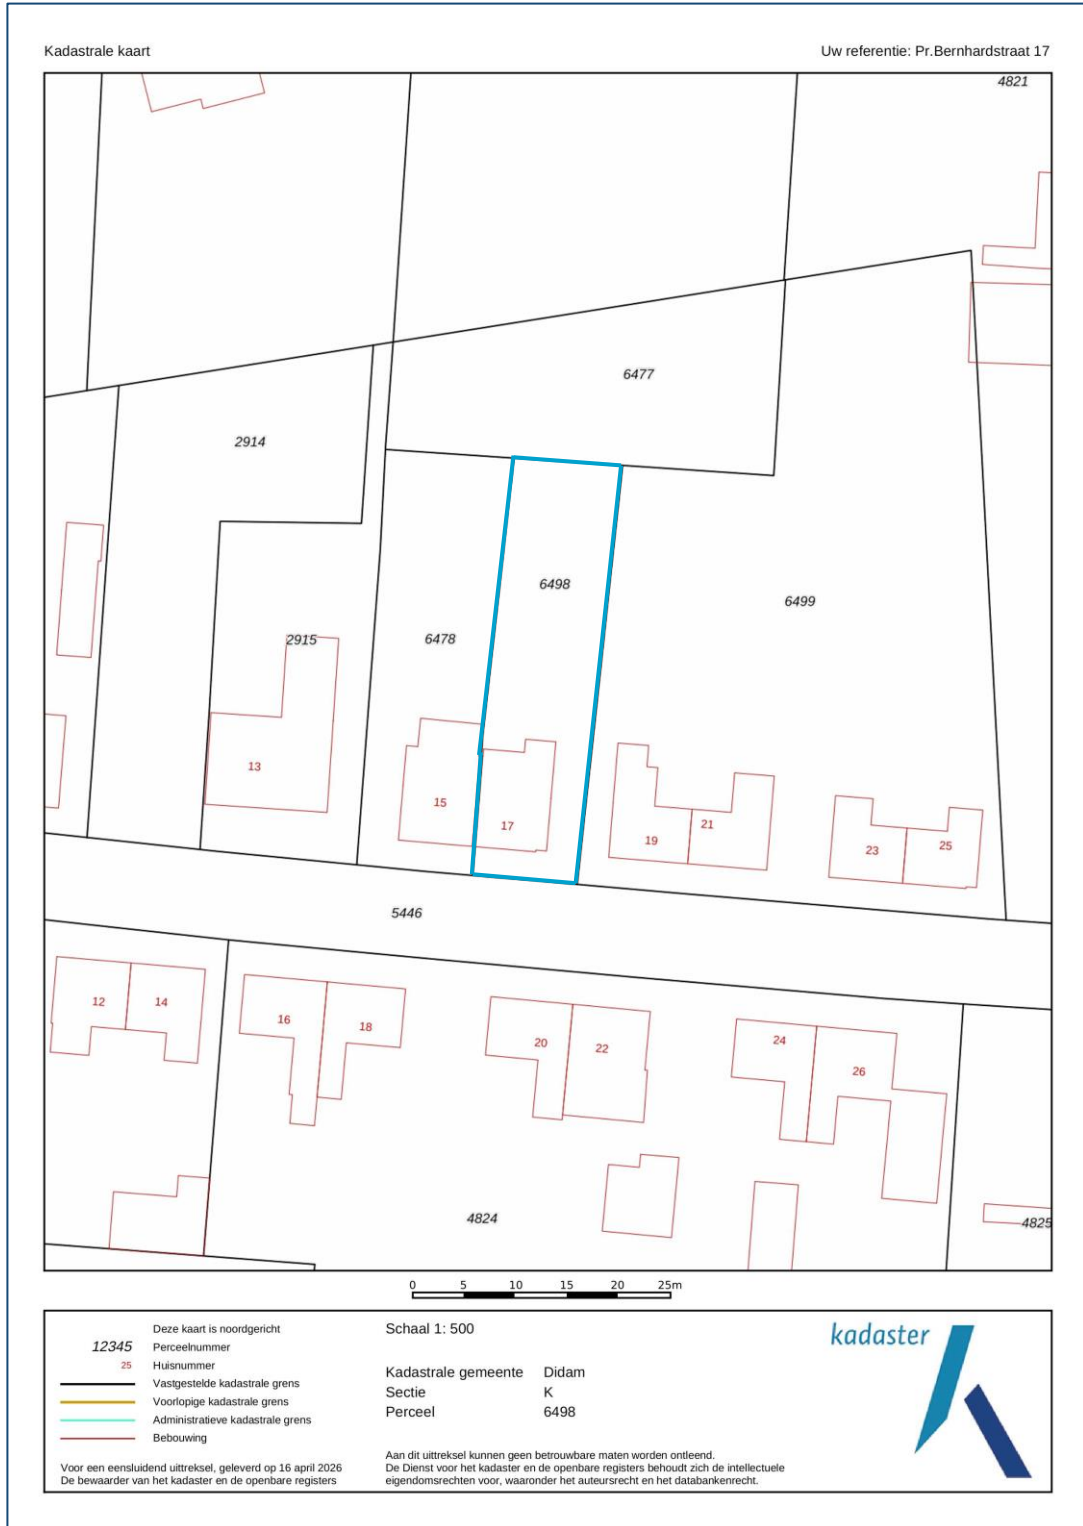 Kadastrale kaart
Uw referentie: Pr.Bernhardstraat 17
4821
6477
2914
6498
6499
6478
2915
13
15
17
19
21
23
25
5446
12
14
16
18
20
22
24
26
4824
4825
0 5 10 15 20 25m
Deze kaart is noordgericht
12345 Perceelnummer
25 Huisnummer
Vastgestelde kadastrale grens
Voorlopige kadastrale grens
Administratieve kadastrale grens
Bebouwing
Voor een eensluidend uittreksel, geleverd op 16 april 2026
De bewaarder van het kadaster en de openbare registers
Schaal 1: 500
Kadastrale gemeente Didam
Sectie K
Perceel 6498
Aan dit uittreksel kunnen geen betrouwbare maten worden ontleend.
De Dienst voor het kadaster en de openbare registers behoudt zich de intellectuele
eigendomsrechten voor, waaronder het auteursrecht en het databankenrecht.
kadaster